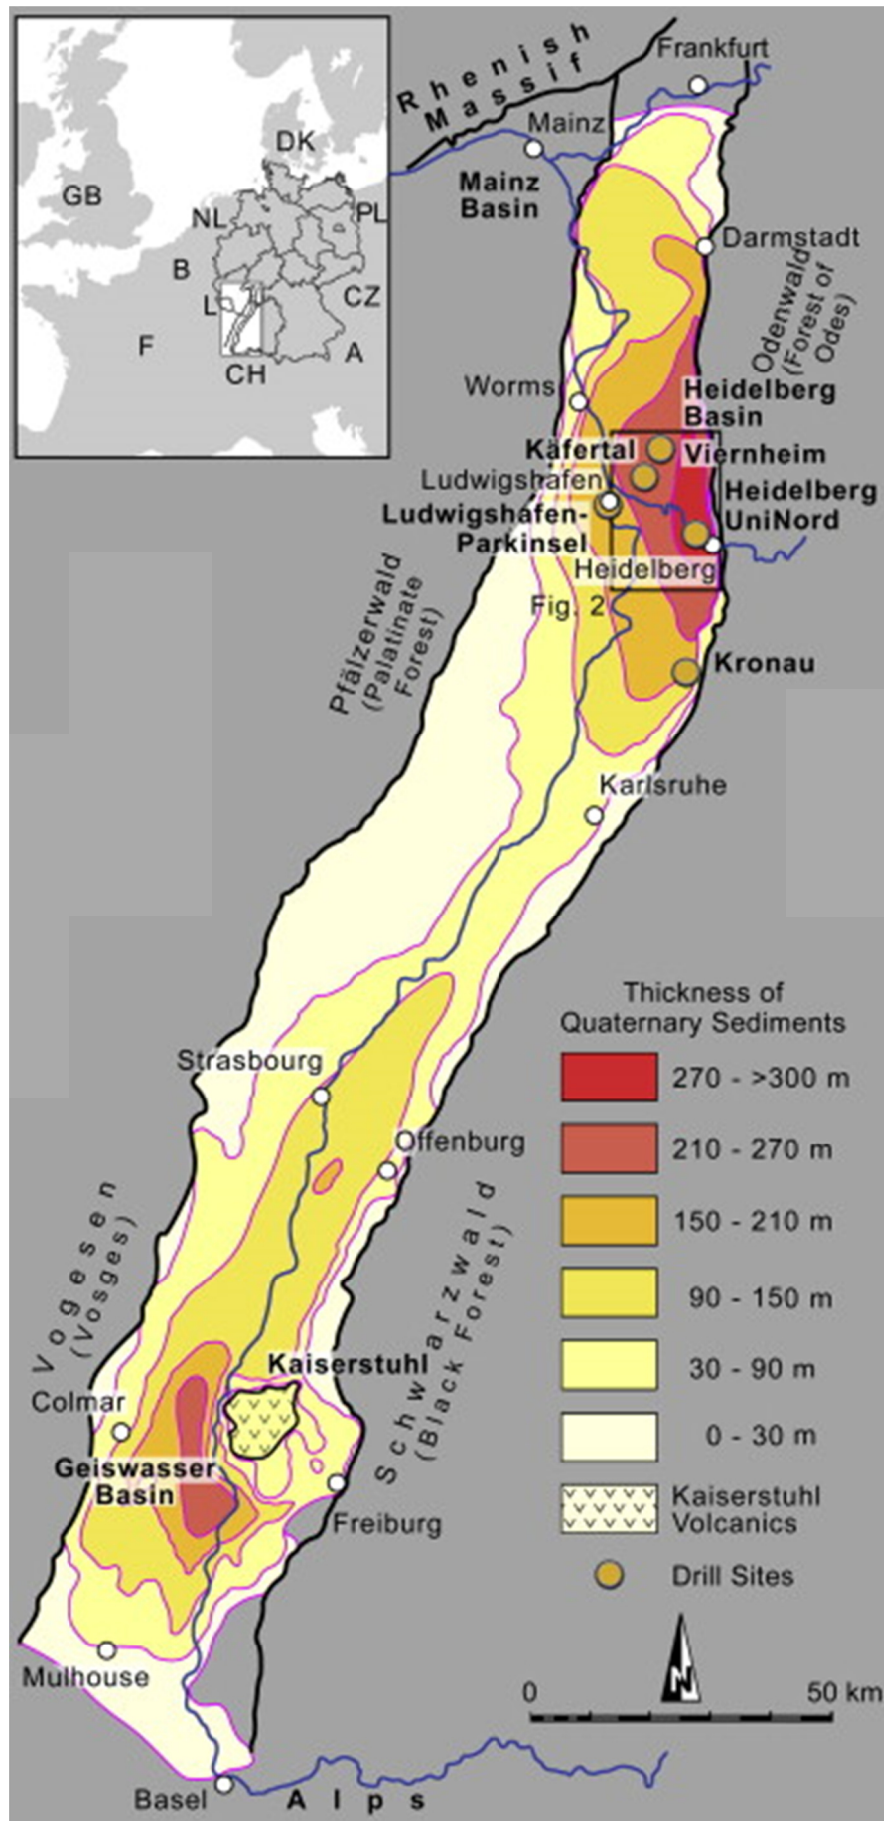 Frankfurt
Rhenish
Massif
Mainz
Mainz
Basin
DK
GB
NL
PL
B
L
CZ
F
A
CH
Darmstadt
Odenwald
(Forest of
Odes)
Worms
Heidelberg
Basin
Käfertal
Viernheim
Ludwigshafen
Heidelberg
UniNord
Ludwigshafen-
Parkinsel
Heidelberg
Fig. 2
Pfälzerwald
(Palatinate
Forest)
Kronau
Karlsruhe
Thickness of
Quaternary Sediments
270 - >300 m
210 - 270 m
150 - 210 m
90 - 150 m
30 - 90 m
0 - 30 m
Kaiserstuhl
Volcanics
Drill Sites
N
0 50 km
Strasbourg
Offenburg
Vogesen
(Vosges)
Schwarzwald
(Black Forest)
Kaiserstuhl
Colmar
Geiswasser
Basin
Freiburg
Mulhouse
Basel
Alps